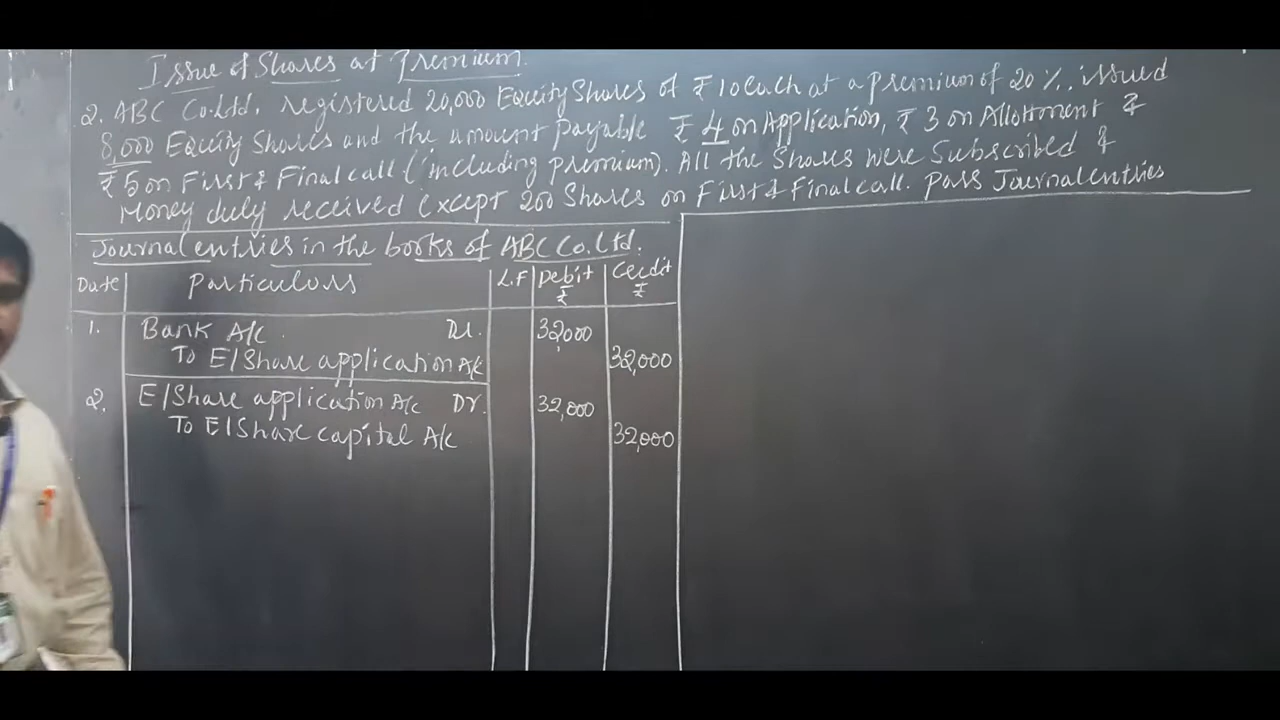 Issue of Shares at Premium.
2. ABC Co.Ltd. registered 20,000 Equity Shares of ₹10 each at a premium of 20%. issued
8,000 Equity Shares and the amount payable ₹ 4 on Application, ₹ 3 on Allotment &
₹ 5 on First & Final call (including premium). All the Shares were Subscribed &
Money duly received except 200 Shares on First & Final call. Pass Journal entries
Journal entries in the books of ABC Co.Ltd.
Date Particulars L.F Debit ₹ Credit ₹
1. Bank A/c. Dr. 32,000
To E/Share application A/c 32,000
2. E/Share application A/c Dr. 32,000
To E/Share capital A/c 32,000